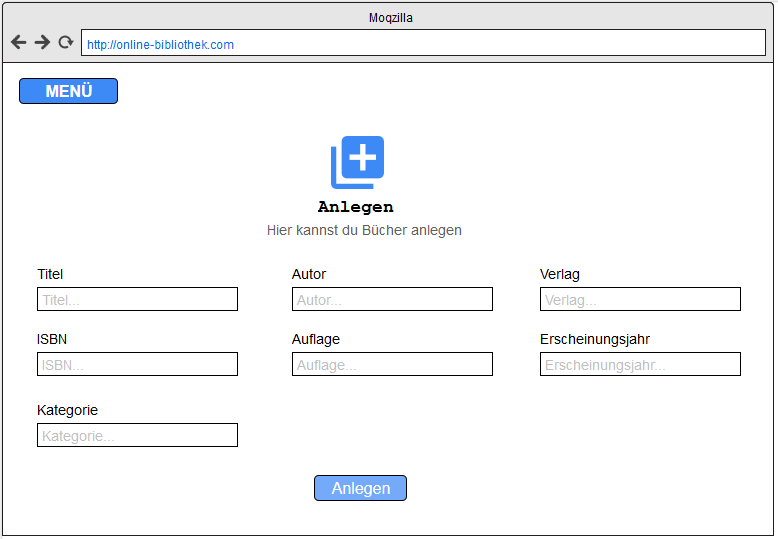 Moqzilla
http://online-bibliothek.com
MENÜ
Anlegen
Hier kannst du Bücher anlegen
Titel Autor Verlag
Titel... Autor... Verlag...
ISBN Auflage Erscheinungsjahr
ISBN... Auflage... Erscheinungsjahr...
Kategorie
Kategorie...
Anlegen